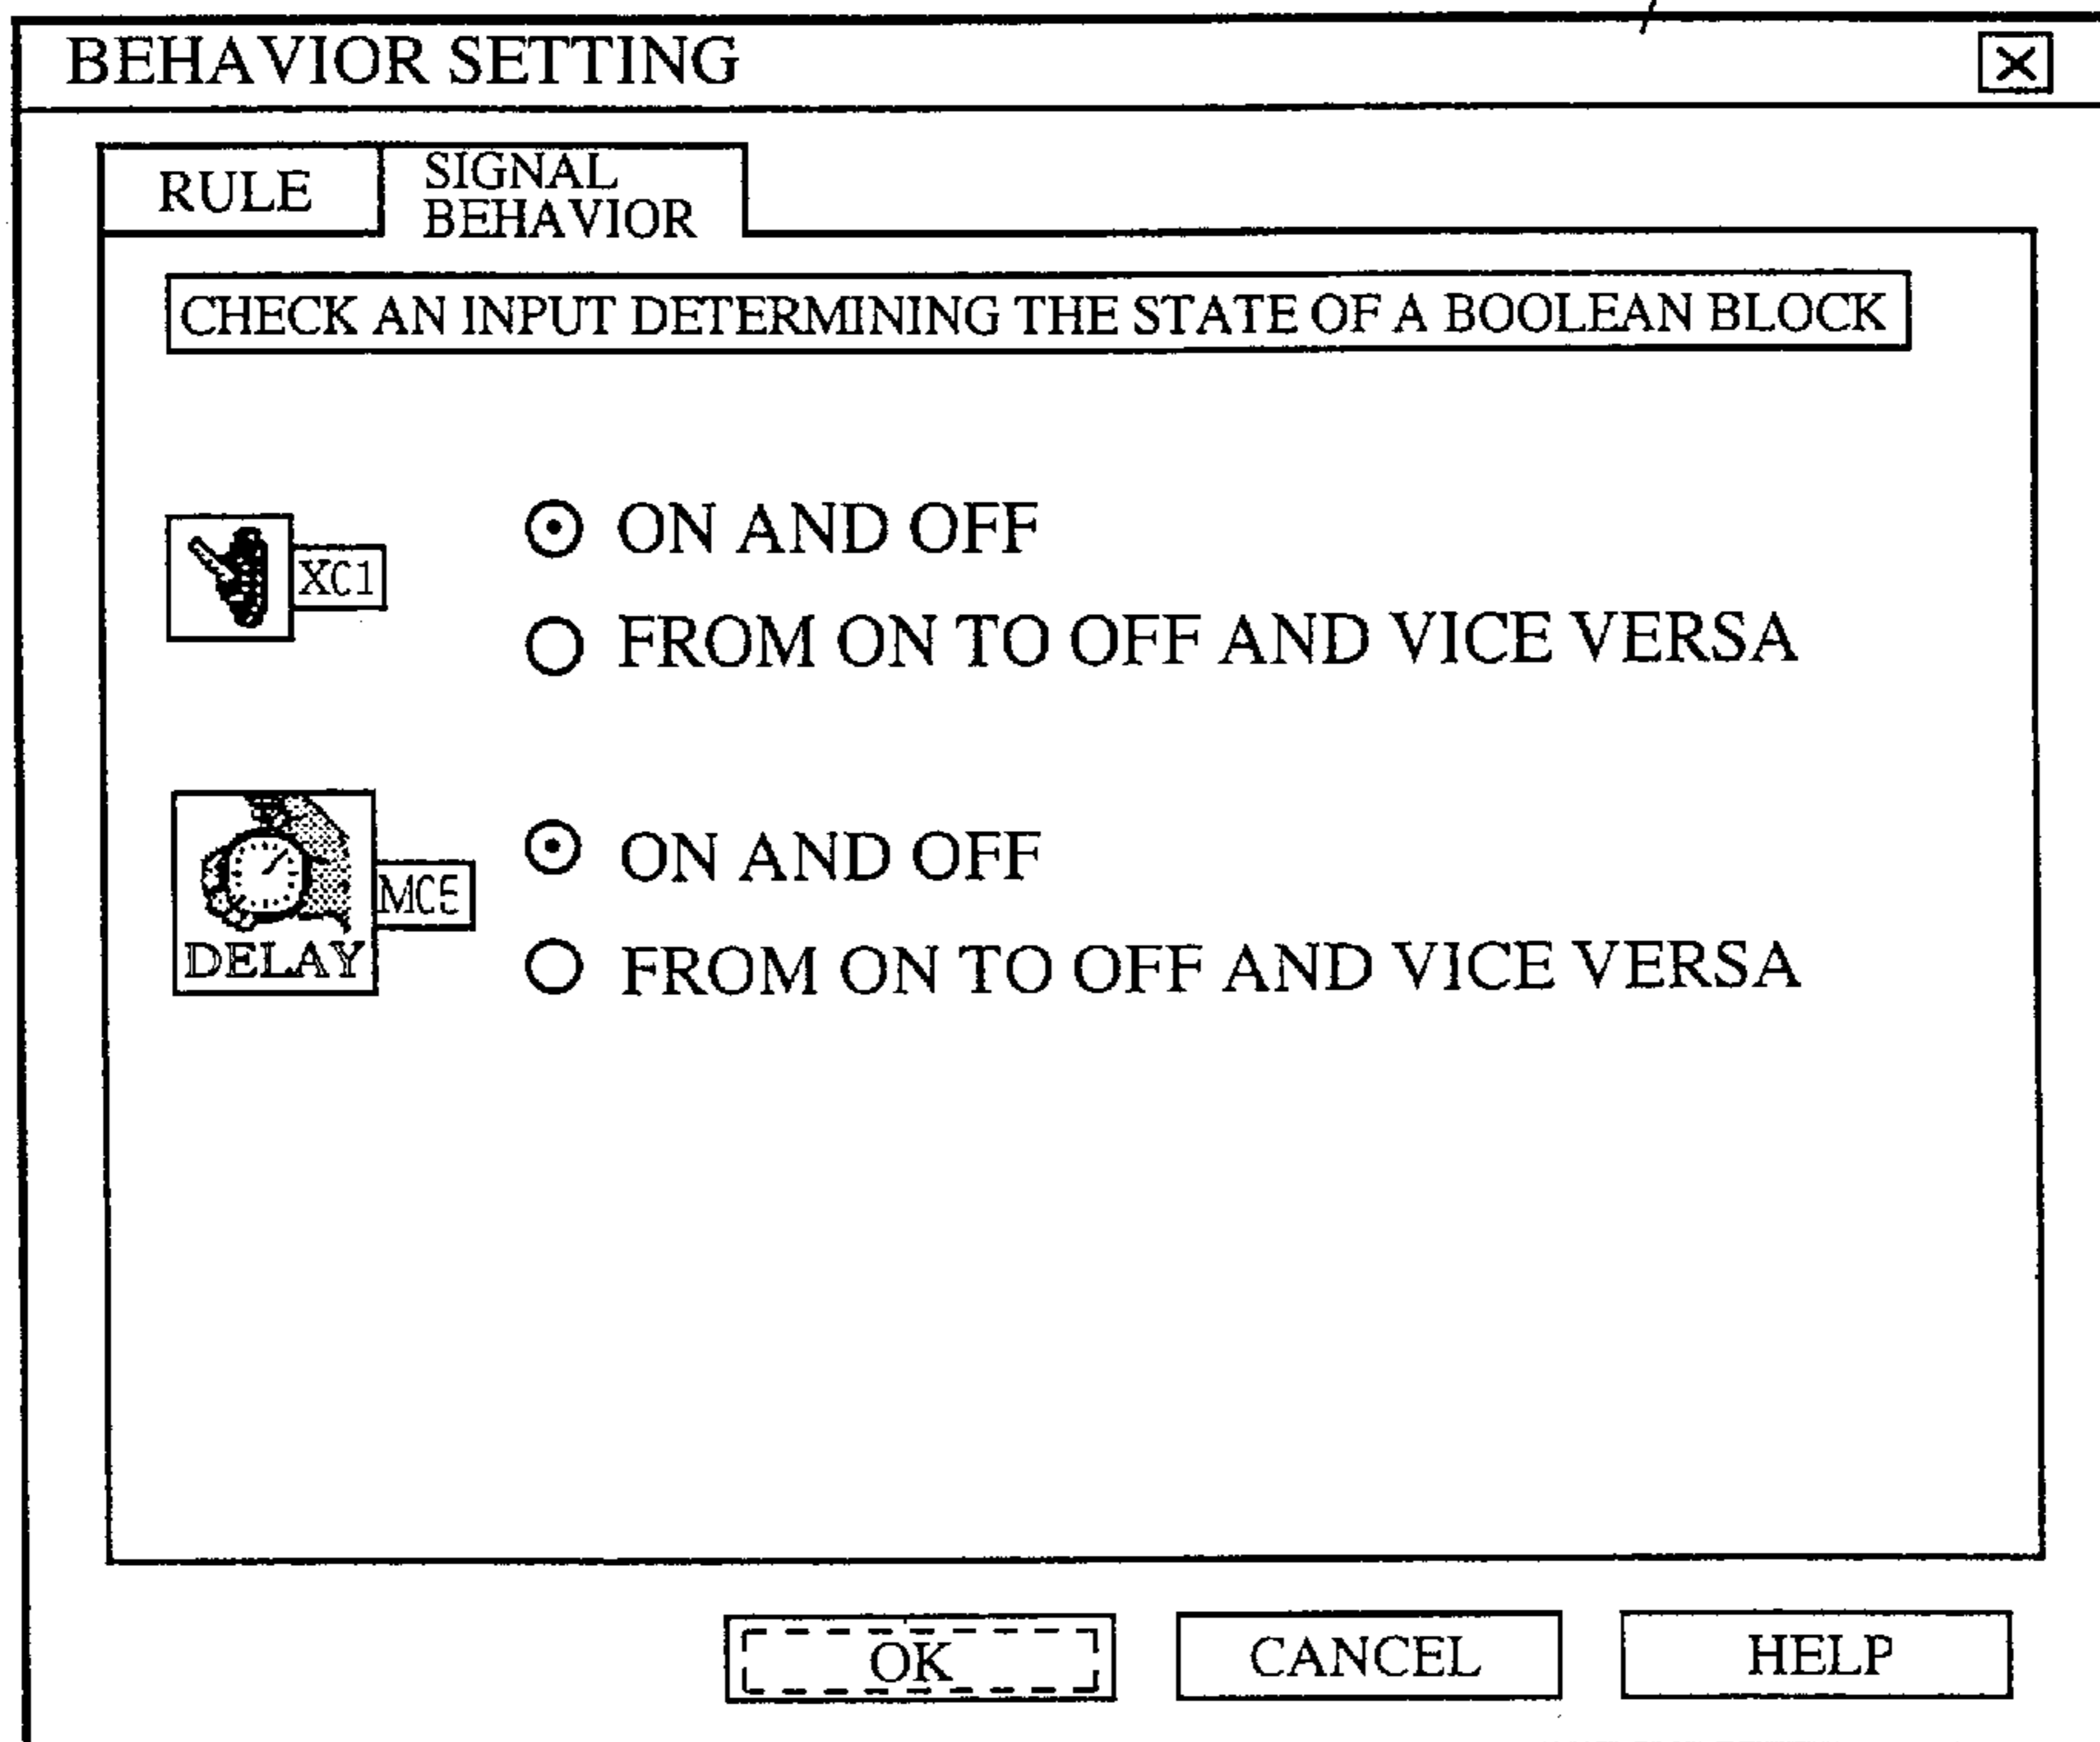 BEHAVIOR SETTING
RULE
SIGNAL
BEHAVIOR
CHECK AN INPUT DETERMINING THE STATE OF A BOOLEAN BLOCK
XC1
ON AND OFF
FROM ON TO OFF AND VICE VERSA
DELAY
MC5
ON AND OFF
FROM ON TO OFF AND VICE VERSA
OK
CANCEL
HELP